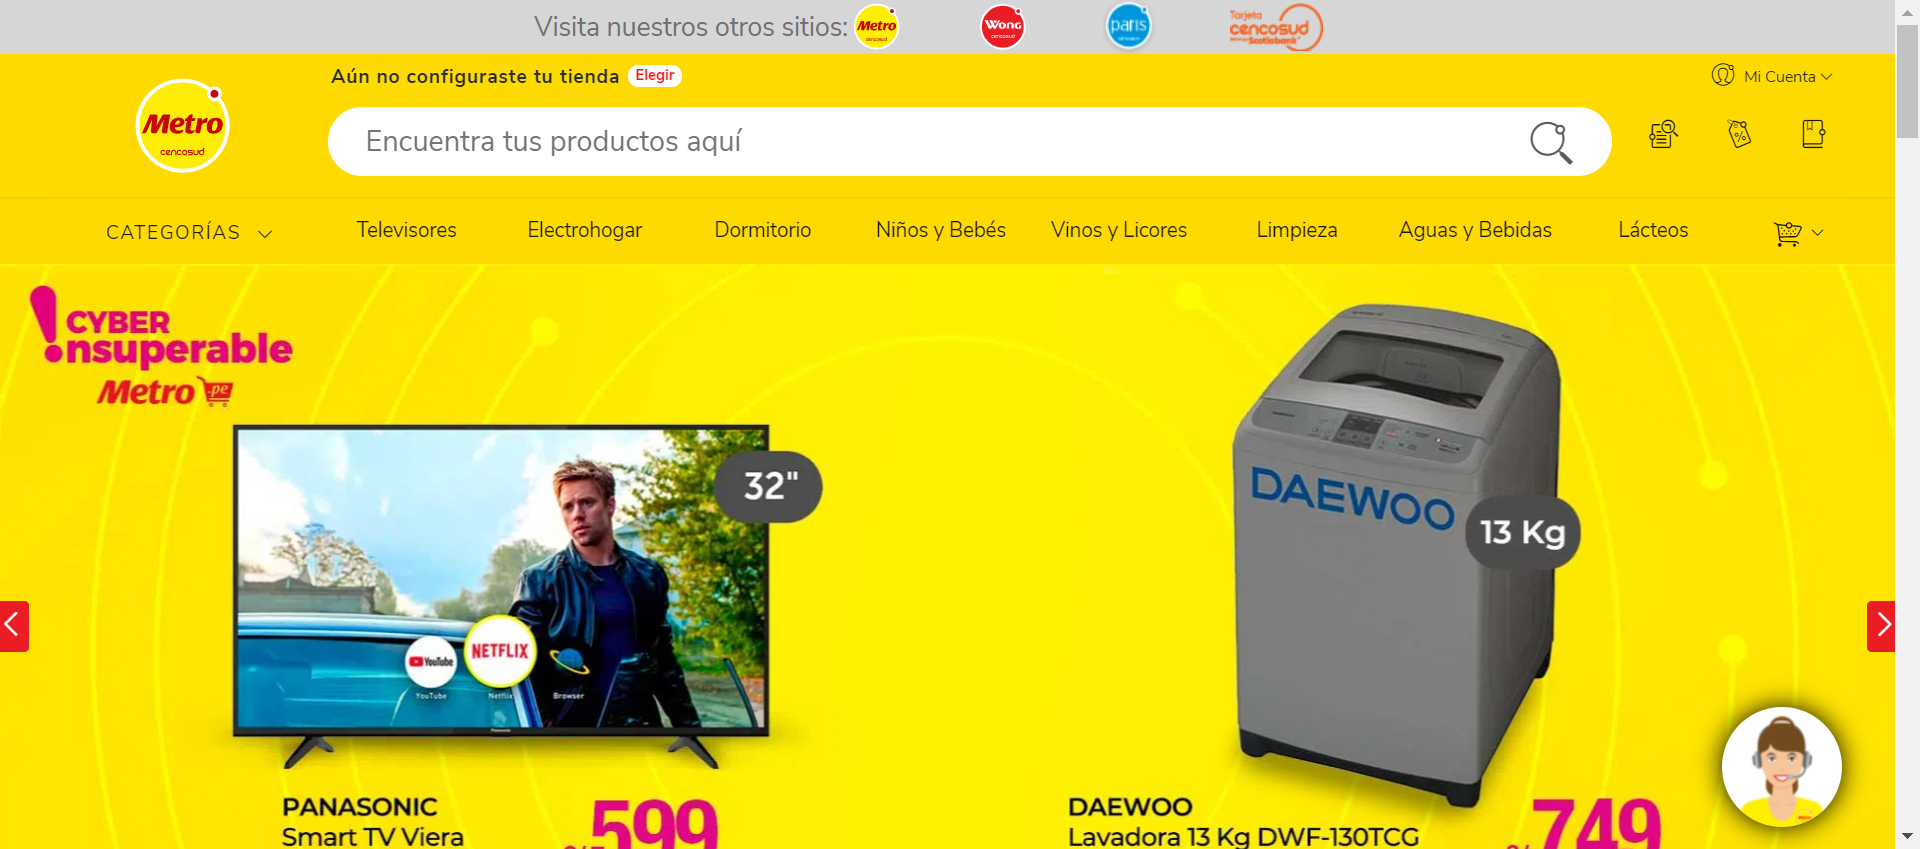 Visita nuestros otros sitios:
Metro
cencosud
Wong
cencosud
paris
Tarjeta
cencosud
Scotiabank
Aún no configuraste tu tienda
Elegir
Mi Cuenta
Metro
cencosud
Encuentra tus productos aquí
CATEGORÍAS
Televisores
Electrohogar
Dormitorio
Niños y Bebés
Vinos y Licores
Limpieza
Aguas y Bebidas
Lácteos
CYBER
!nsuperable
Metro .pe
32"
DAEWOO
13 Kg
YouTube
NETFLIX
YouTube
Netflix
Browser
Panasonic
PANASONIC
Smart TV Viera
599
DAEWOO
Lavadora 13 Kg DWF-130TCG
749